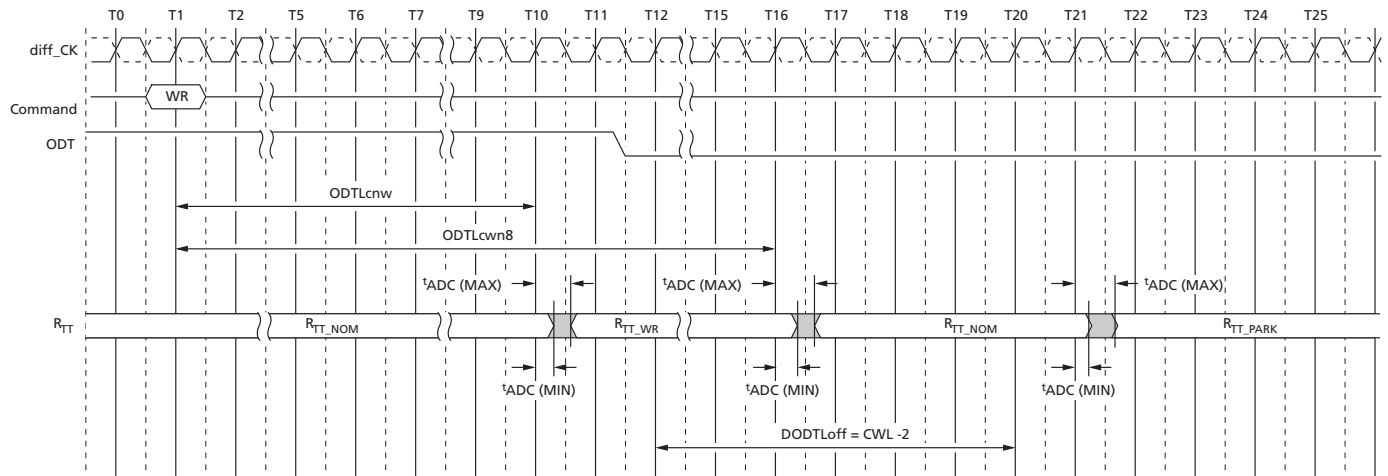 T0 T1 T2 T5 T6 T7 T9 T10 T11 T12 T15 T16 T17 T18 T19 T20 T21 T22 T23 T24 T25
diff_CK
Command WR
ODT
ODTLcnw
ODTLcwn8
tADC (MAX) tADC (MAX) tADC (MAX)
RTT RTT_NOM RTT_WR RTT_NOM RTT_PARK
tADC (MIN) tADC (MIN) tADC (MIN)
DODTLoff = CWL -2